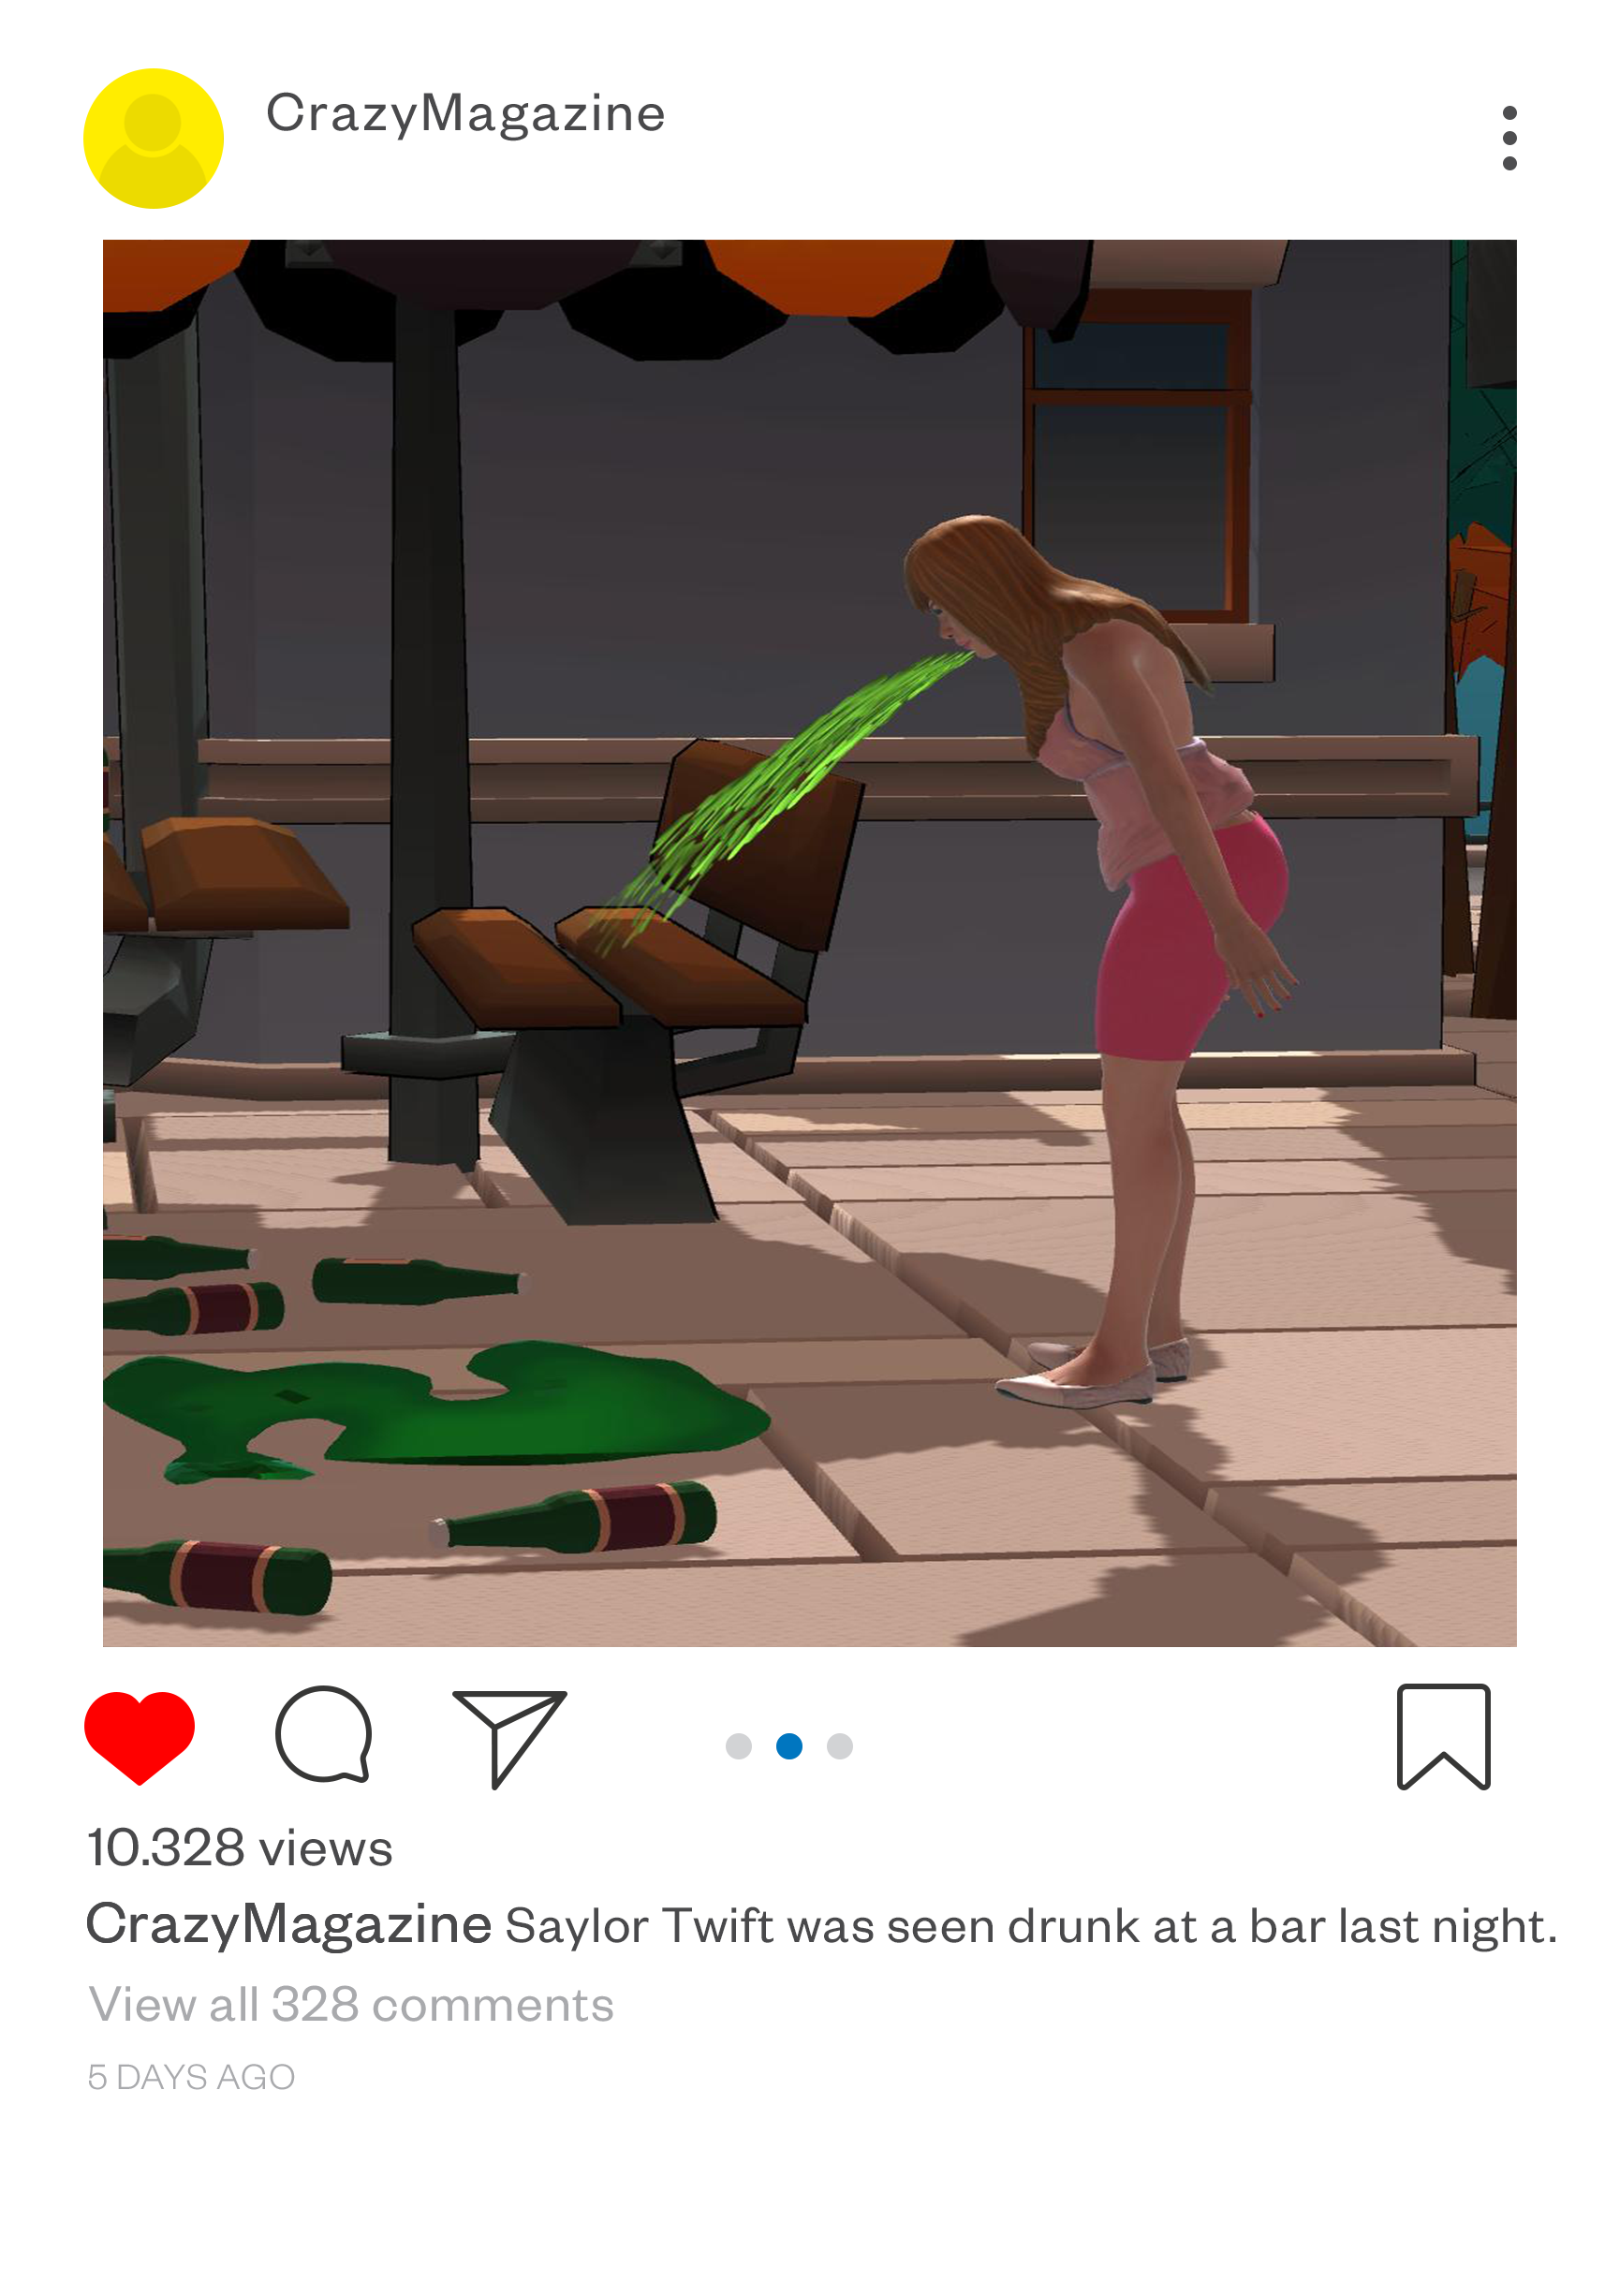 CrazyMagazine
10.328 views
CrazyMagazine Saylor Twift was seen drunk at a bar last night.
View all 328 comments
5 DAYS AGO